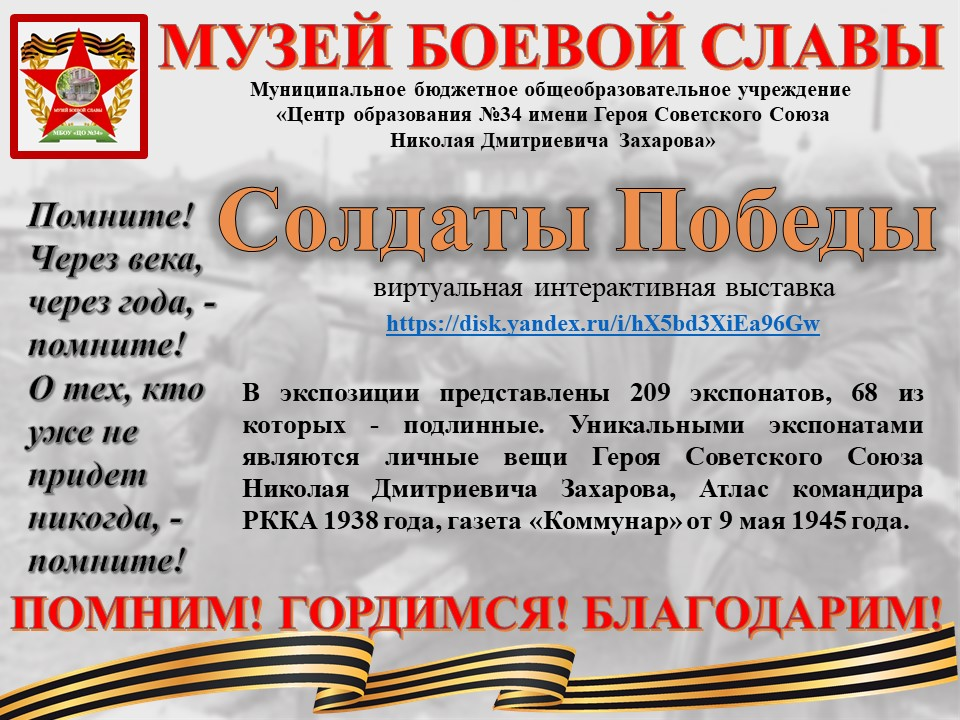 МУЗЕЙ БОЕВОЙ СЛАВЫ
МУЗЕЙ БОЕВОЙ СЛАВЫ
МБОУ «ЦО №34»
Муниципальное бюджетное общеобразовательное учреждение
«Центр образования №34 имени Героя Советского Союза
Николая Дмитриевича Захарова»
Солдаты Победы
виртуальная интерактивная выставка
https://disk.yandex.ru/i/hX5bd3XiEa96Gw
Помните!
Через века,
через года, -
помните!
О тех, кто
уже не
придет
никогда, -
помните!
В экспозиции представлены 209 экспонатов, 68 из
которых - подлинные. Уникальными экспонатами
являются личные вещи Героя Советского Союза
Николая Дмитриевича Захарова, Атлас командира
РККА 1938 года, газета «Коммунар» от 9 мая 1945 года.
ПОМНИМ! ГОРДИМСЯ! БЛАГОДАРИМ!